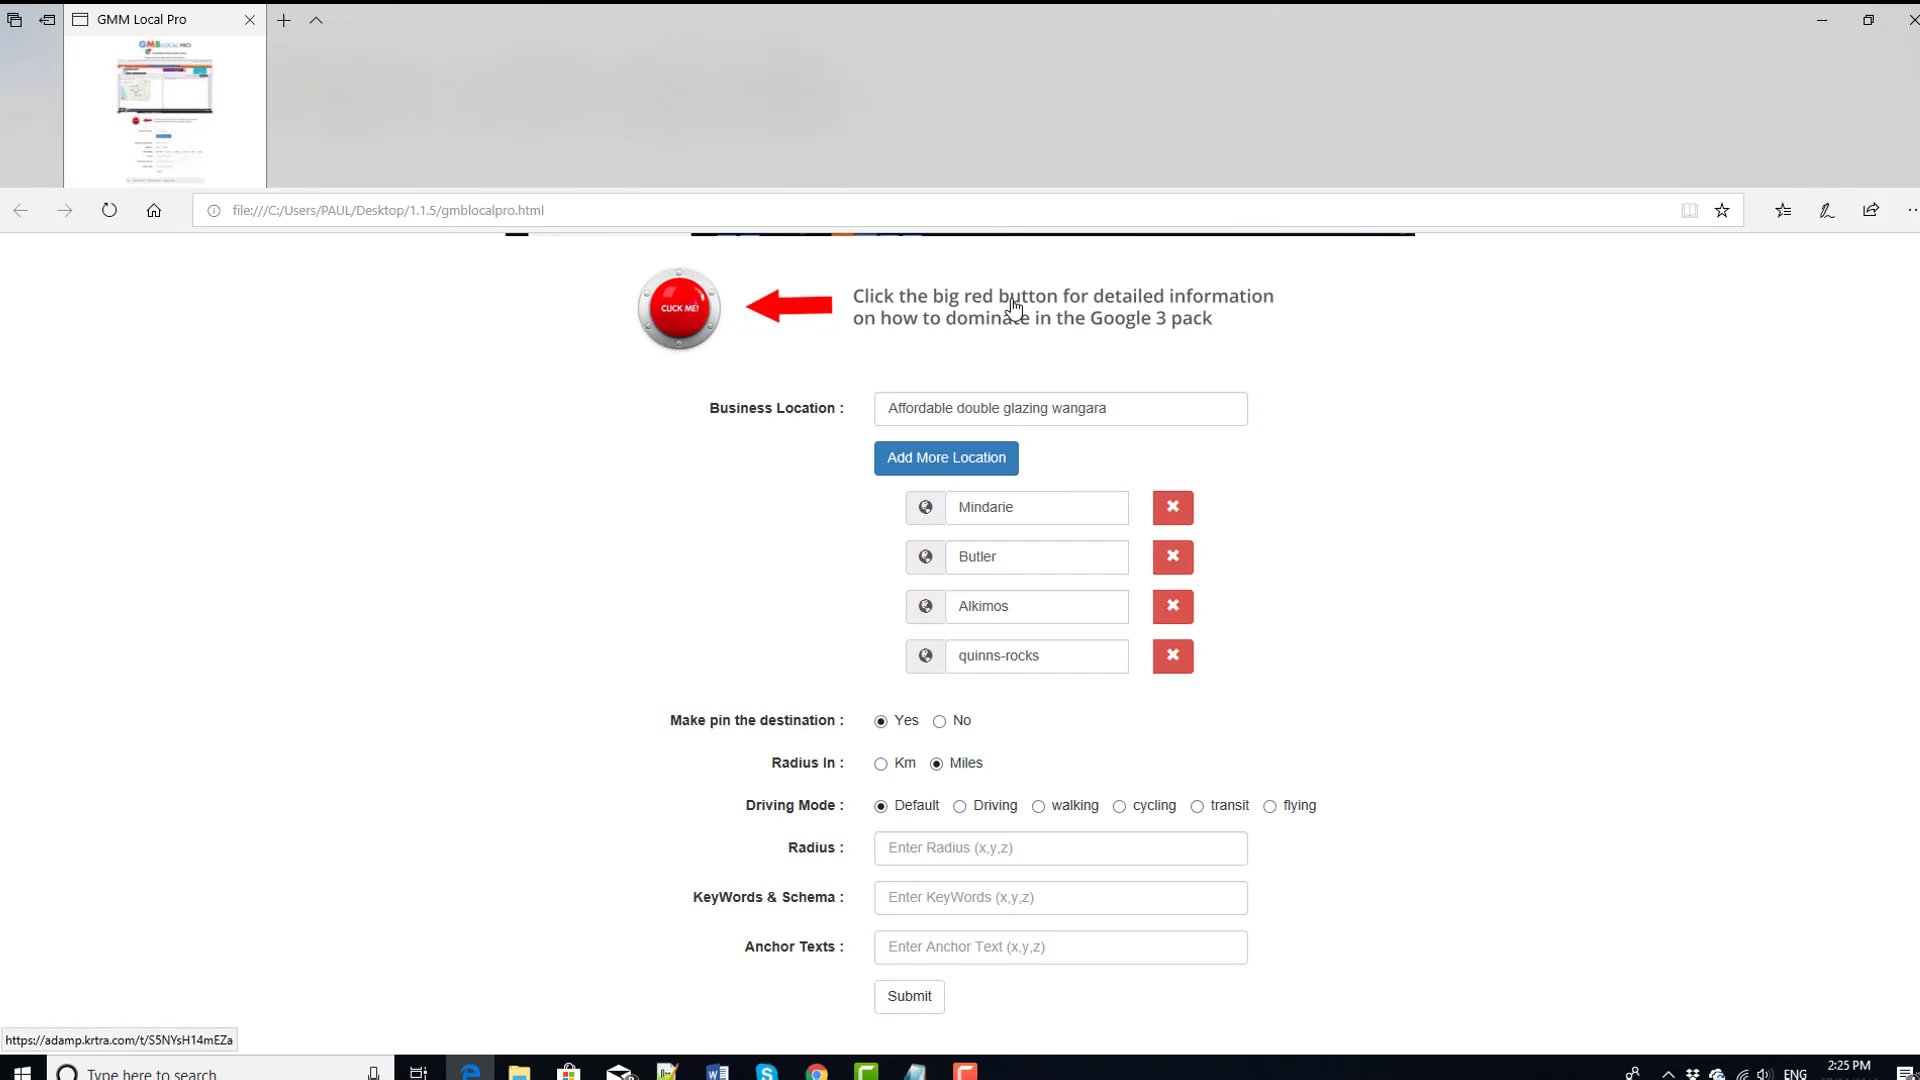 GMM Local Pro
GMB LOCAL PRO
file:///C:/Users/PAUL/Desktop/1.1.5/gmblocalpro.html
CLICK ME!
Click the big red button for detailed information
on how to dominate in the Google 3 pack
Business Location :
Affordable double glazing wangara
Add More Location
Mindarie
Butler
Alkimos
quinns-rocks
Make pin the destination :
Yes No
Radius In :
Km Miles
Driving Mode :
Default Driving walking cycling transit flying
Radius :
Enter Radius (x,y,z)
KeyWords & Schema :
Enter KeyWords (x,y,z)
Anchor Texts :
Enter Anchor Text (x,y,z)
Submit
https://adamp.krtra.com/t/S5NYsH14mEZa
Type here to search
ENG
2:25 PM